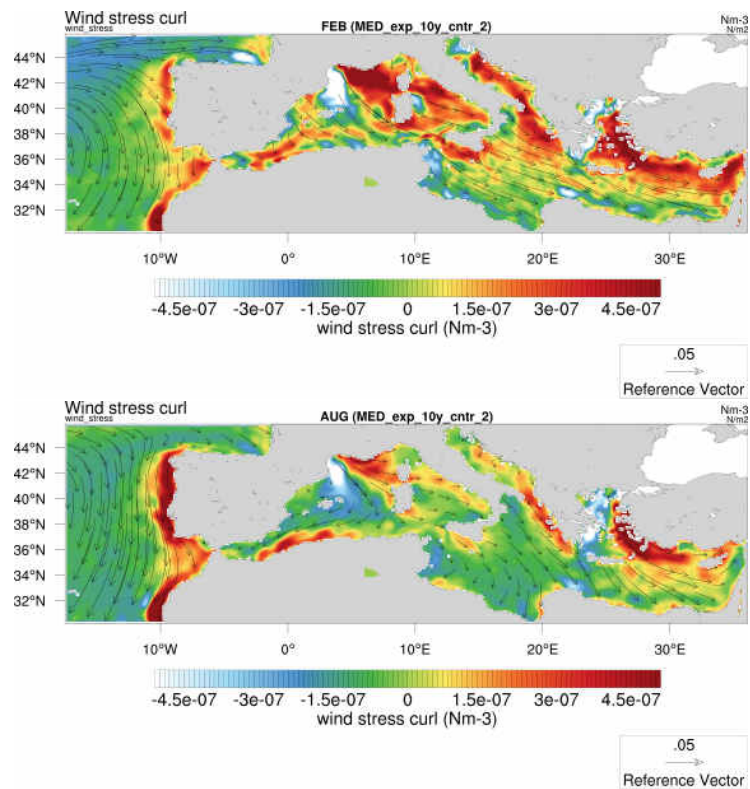 Wind stress curl
wind_stress
FEB (MED_exp_10y_cntr_2)
Nm-3
N/m2
44°N
42°N
40°N
38°N
36°N
34°N
32°N
10°W
0°
10°E
20°E
30°E
-4.5e-07
-3e-07
-1.5e-07
0
1.5e-07
3e-07
4.5e-07
wind stress curl (Nm-3)
.05
Reference Vector
Wind stress curl
wind_stress
AUG (MED_exp_10y_cntr_2)
Nm-3
N/m2
44°N
42°N
40°N
38°N
36°N
34°N
32°N
10°W
0°
10°E
20°E
30°E
-4.5e-07
-3e-07
-1.5e-07
0
1.5e-07
3e-07
4.5e-07
wind stress curl (Nm-3)
.05
Reference Vector